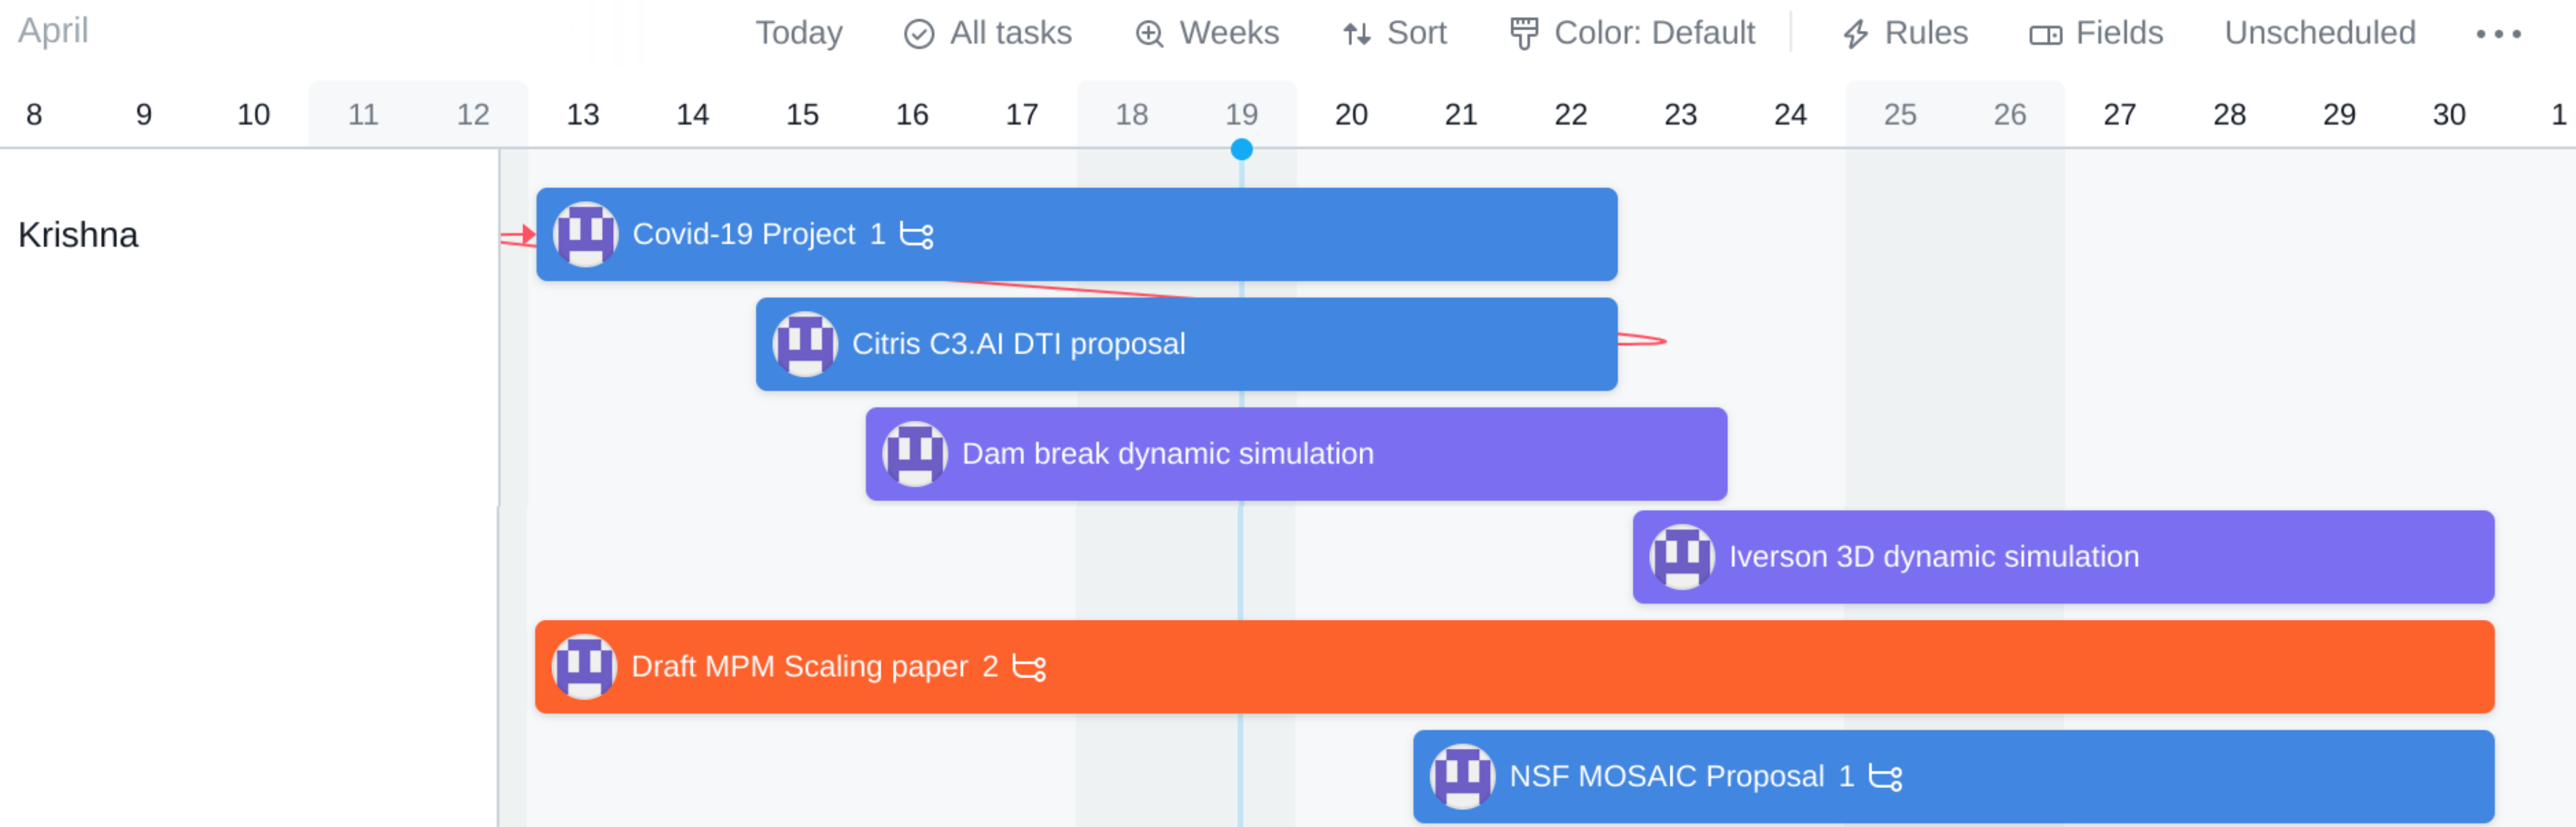 April Today All tasks Weeks Sort Color: Default Rules Fields Unscheduled
8 9 10 11 12 13 14 15 16 17 18 19 20 21 22 23 24 25 26 27 28 29 30 1
Krishna Covid-19 Project 1
Citris C3.AI DTI proposal
Dam break dynamic simulation
Iverson 3D dynamic simulation
Draft MPM Scaling paper 2
NSF MOSAIC Proposal 1